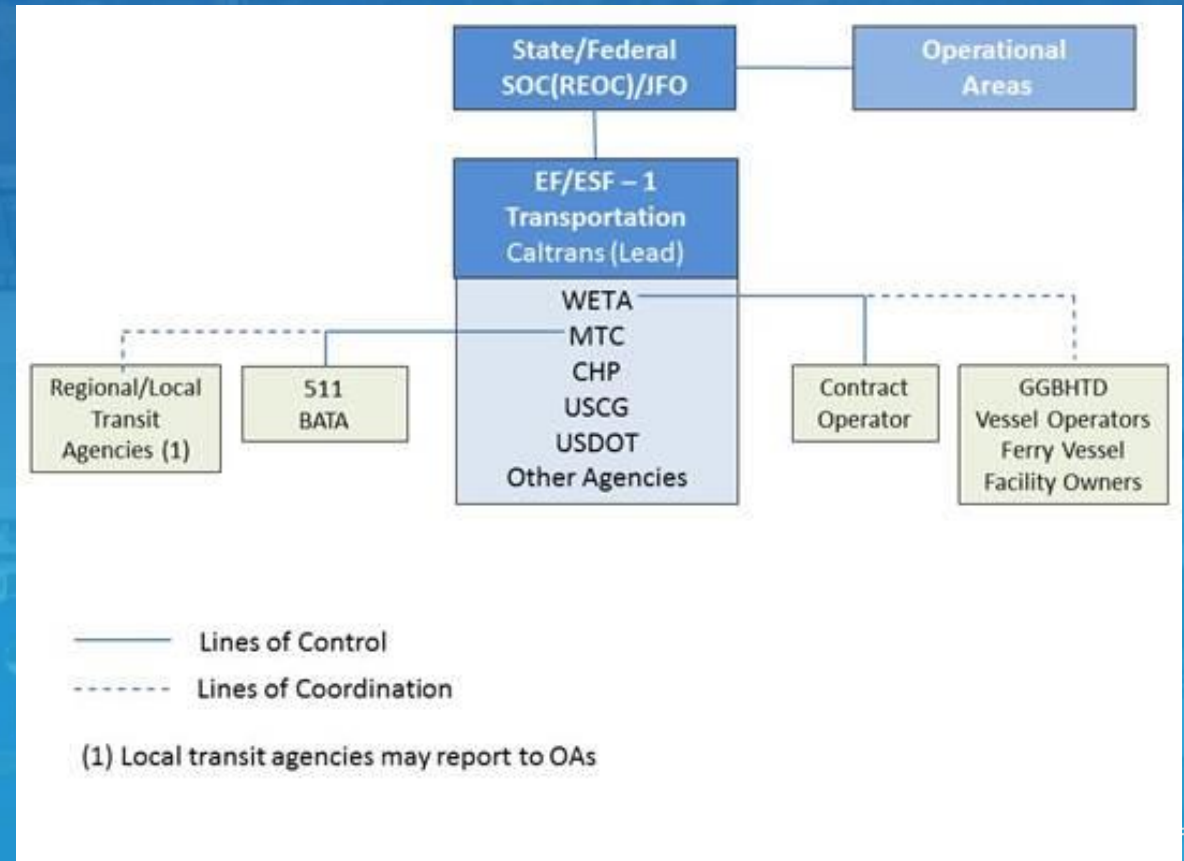 State/Federal
SOC(REOC)/JFO
Operational
Areas
EF/ESF – 1
Transportation
Caltrans (Lead)
WETA
MTC
CHP
USCG
USDOT
Other Agencies
Regional/Local
Transit
Agencies (1)
511
BATA
Contract
Operator
GGBHTD
Vessel Operators
Ferry Vessel
Facility Owners
Lines of Control
Lines of Coordination
(1) Local transit agencies may report to OAs